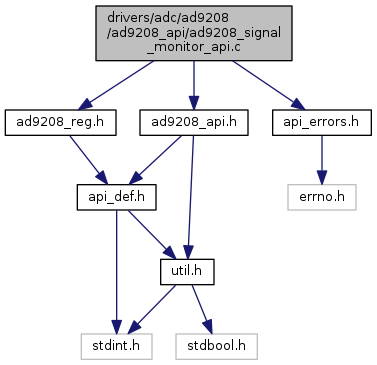 drivers/adc/ad9208
/ad9208_api/ad9208_signal
_monitor_api.c
ad9208_reg.h
ad9208_api.h
api_errors.h
api_def.h
errno.h
util.h
stdint.h
stdbool.h